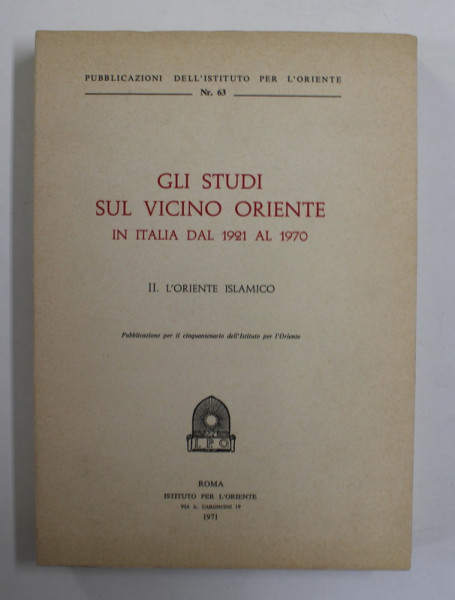 PUBBLICAZIONI DELL'ISTITUTO PER L'ORIENTE
Nr. 63
GLI STUDI
SUL VICINO ORIENTE
IN ITALIA DAL 1921 AL 1970
II. L'ORIENTE ISLAMICO
Pubblicazione per il cinquantenario dell'Istituto per l'Oriente
I.P.O
ROMA
ISTITUTO PER L'ORIENTE
VIA A. CARONCINI 19
1971